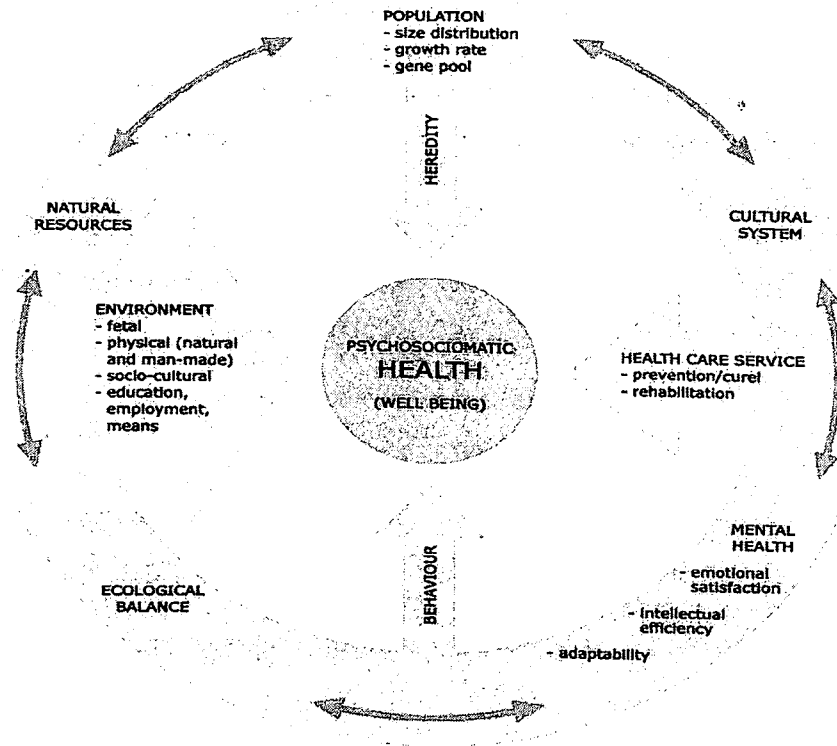 POPULATION
- size distribution
- growth rate
- gene pool
HEREDITY
NATURAL
RESOURCES
CULTURAL
SYSTEM
ENVIRONMENT
- fetal
- physical (natural
and man-made)
- socio-cultural
- education,
employment,
means
PSYCHOSOCIOMATIC
HEALTH
(WELL BEING)
HEALTH CARE SERVICE
- prevention/curel
- rehabilitation
ECOLOGICAL
BALANCE
BEHAVIOUR
MENTAL
HEALTH
- emotional
satisfaction
- intellectual
efficiency
- adaptability